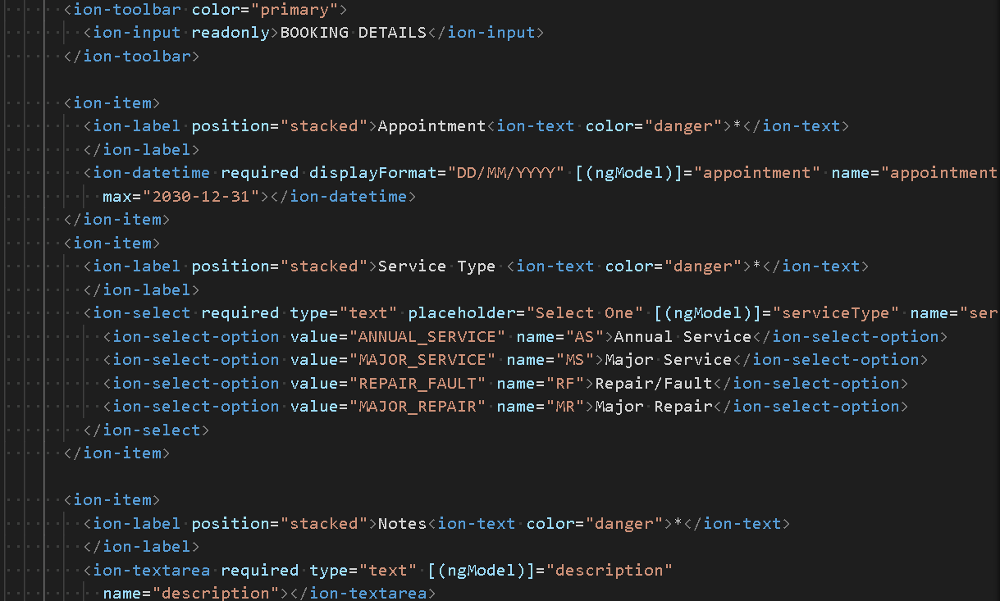 <ion-toolbar color="primary">
<ion-input readonly>BOOKING DETAILS</ion-input>
</ion-toolbar>
<ion-item>
<ion-label position="stacked">Appointment<ion-text color="danger">*</ion-text>
</ion-label>
<ion-datetime required displayFormat="DD/MM/YYYY" [(ngModel)]="appointment" name="appointment
max="2030-12-31"></ion-datetime>
</ion-item>
<ion-item>
<ion-label position="stacked">Service Type <ion-text color="danger">*</ion-text>
</ion-label>
<ion-select required type="text" placeholder="Select One" [(ngModel)]="serviceType" name="ser
<ion-select-option value="ANNUAL_SERVICE" name="AS">Annual Service</ion-select-option>
<ion-select-option value="MAJOR_SERVICE" name="MS">Major Service</ion-select-option>
<ion-select-option value="REPAIR_FAULT" name="RF">Repair/Fault</ion-select-option>
<ion-select-option value="MAJOR_REPAIR" name="MR">Major Repair</ion-select-option>
</ion-select>
</ion-item>
<ion-item>
<ion-label position="stacked">Notes<ion-text color="danger">*</ion-text>
</ion-label>
<ion-textarea required type="text" [(ngModel)]="description"
name="description"></ion-textarea>